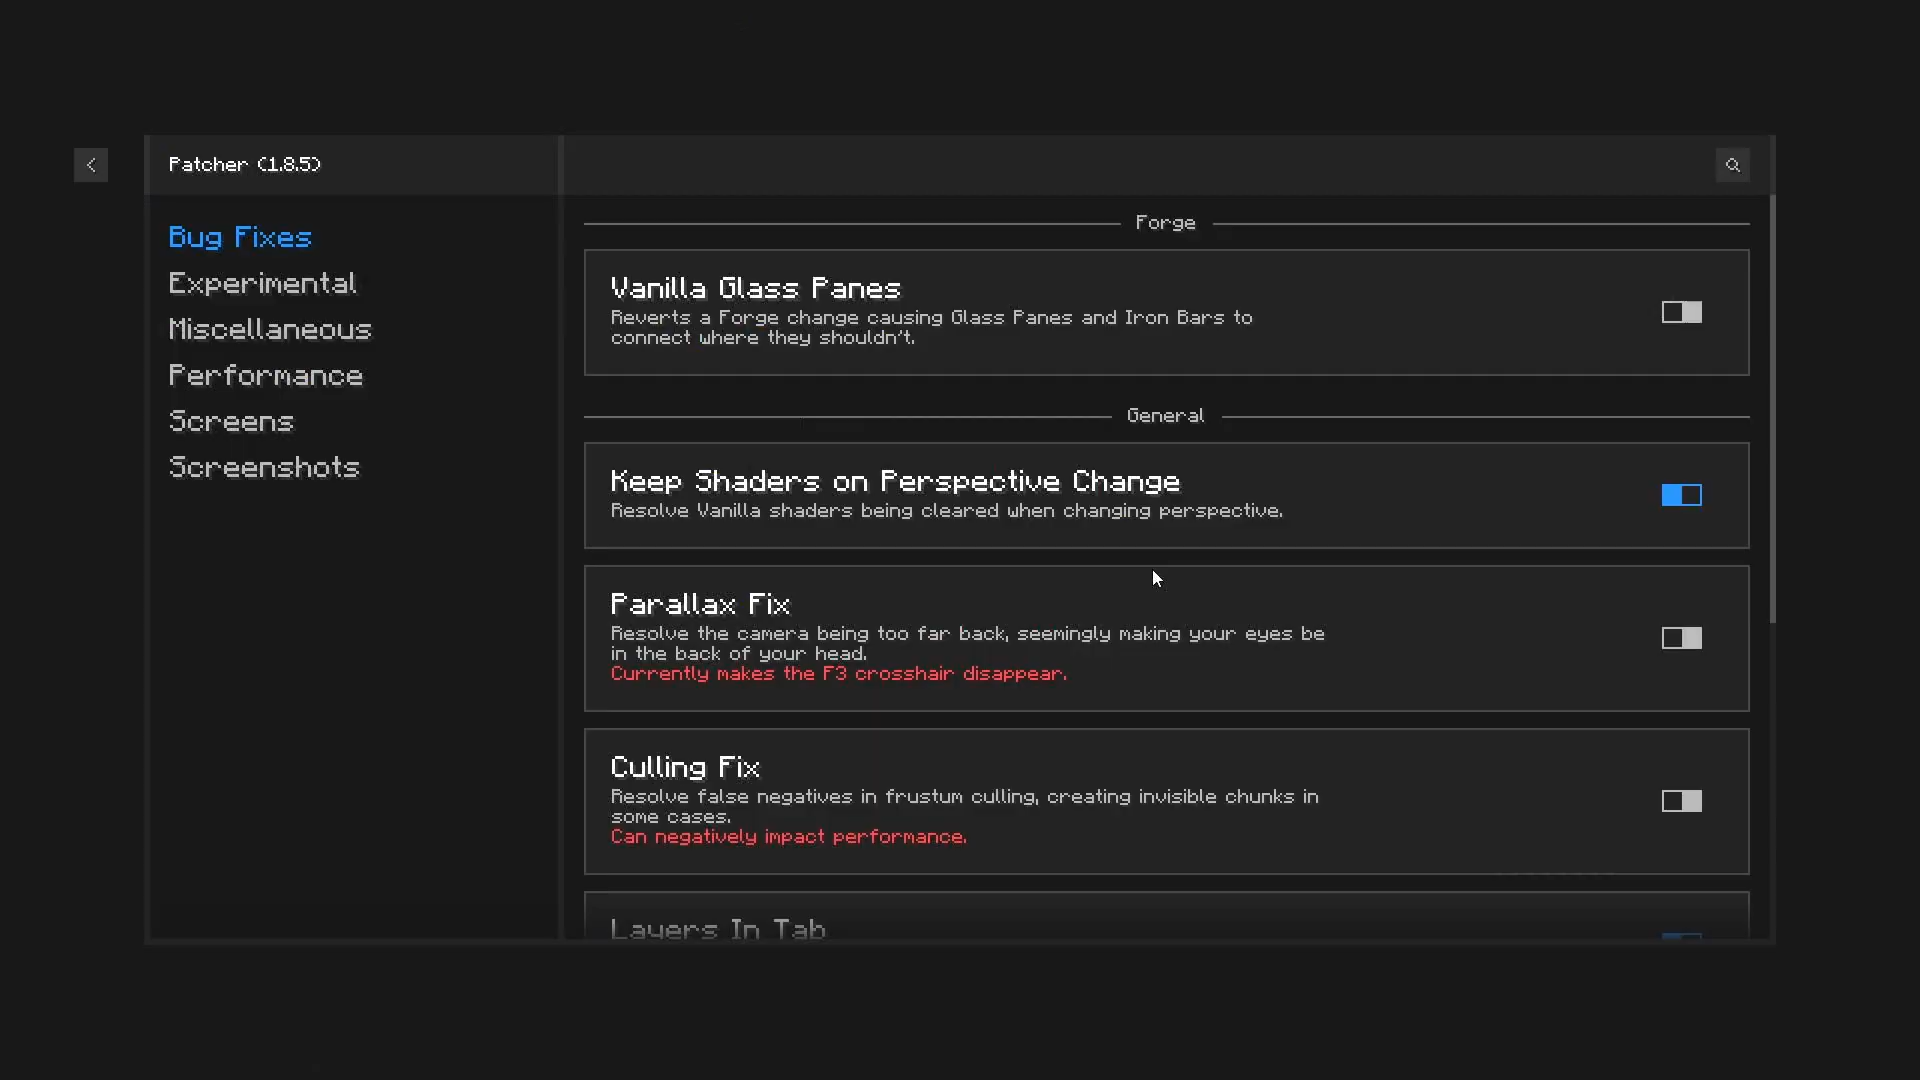 Patcher (1.8.5)
Bug Fixes
Experimental
Miscellaneous
Performance
Screens
Screenshots
Forge
Vanilla Glass Panes
Reverts a Forge change causing Glass Panes and Iron Bars to
connect where they shouldn't.
General
Keep Shaders on Perspective Change
Resolve Vanilla shaders being cleared when changing perspective.
Parallax Fix
Resolve the camera being too far back, seemingly making your eyes be
in the back of your head.
Currently makes the F3 crosshair disappear.
Culling Fix
Resolve false negatives in frustum culling, creating invisible chunks in
some cases.
Can negatively impact performance.
Layers In Tab